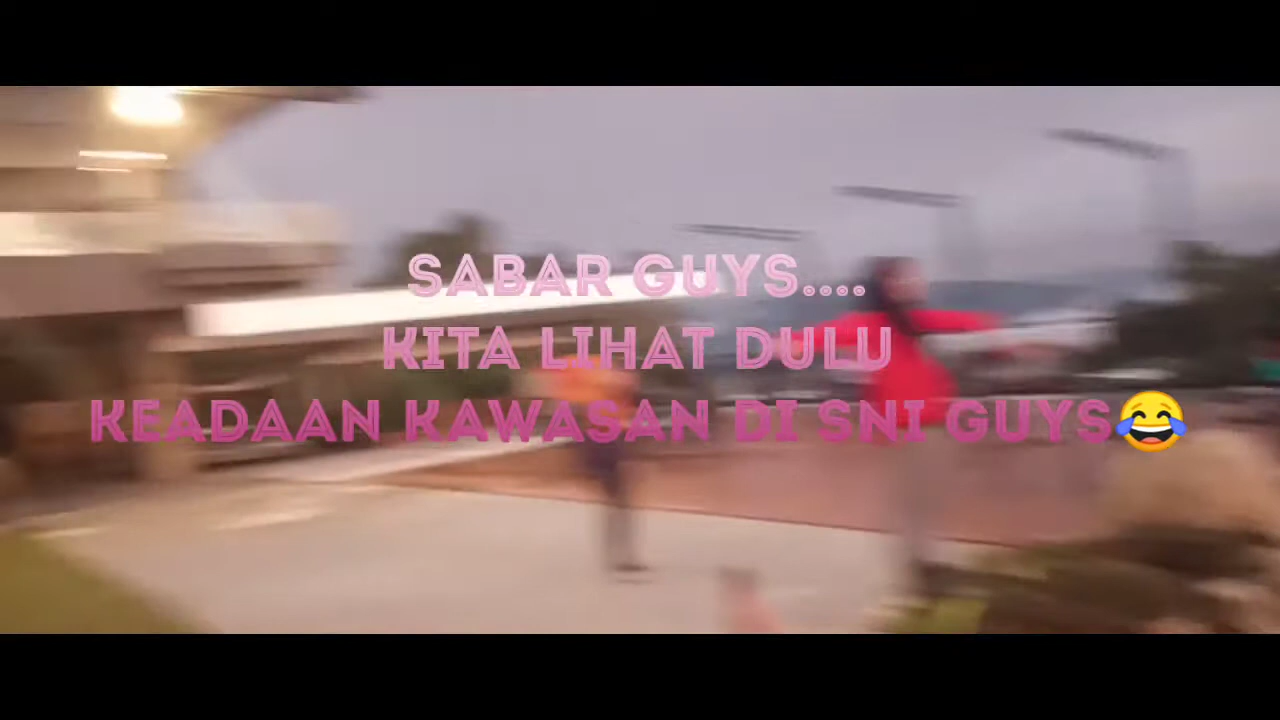 SABAR GUYS....
KITA LIHAT DULU
KEADAAN KAWASAN DI SNI GUYS😂